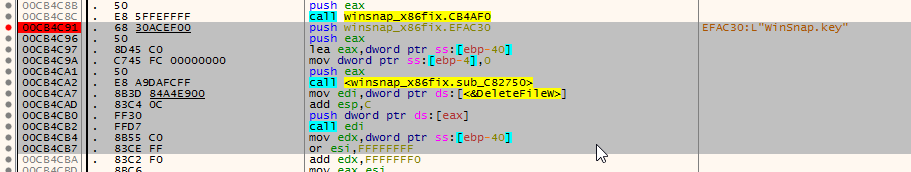 00CB4C8B . 50 push eax
00CB4C8C . E8 5FFEFFFF call winsnap_x86fix.CB4AF0
00CB4C91 . 68 30ACEF00 push winsnap_x86fix.EFAC30 EFAC30:L"WinSnap.key"
00CB4C96 . 50 push eax
00CB4C97 . 8D45 C0 lea eax,dword ptr ss:[ebp-40]
00CB4C9A . C745 FC 00000000 mov dword ptr ss:[ebp-4],0
00CB4CA1 . 50 push eax
00CB4CA2 . E8 A9DAFCFF call <winsnap_x86fix.sub_C82750>
00CB4CA7 . 8B3D 84A4E900 mov edi,dword ptr ds:[<&DeleteFileW>]
00CB4CAD . 83C4 0C add esp,C
00CB4CB0 . FF30 push dword ptr ds:[eax]
00CB4CB2 . FFD7 call edi
00CB4CB4 . 8B55 C0 mov edx,dword ptr ss:[ebp-40]
00CB4CB7 . 83CE FF or esi,FFFFFFFF
00CB4CBA . 83C2 F0 add edx,FFFFFFF0
00CB4CBD . 8BC6 mov eax,esi